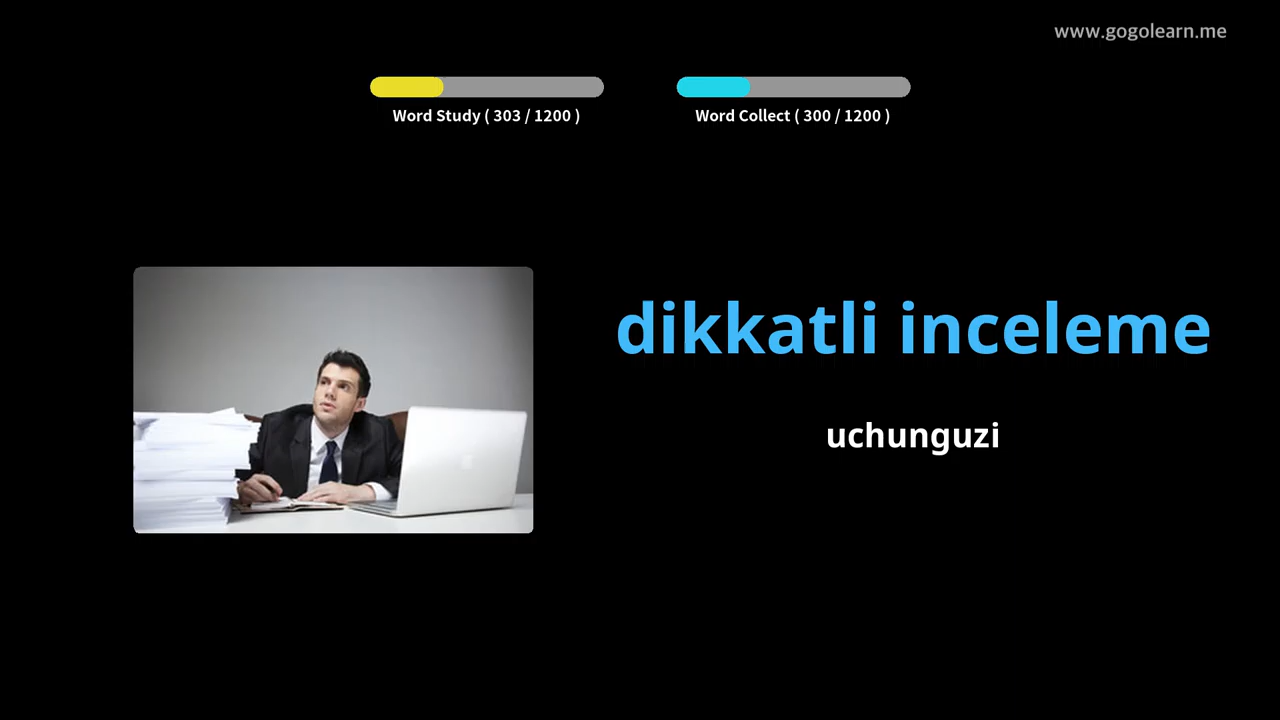 www.gogolearn.me
Word Study ( 303 / 1200 )
Word Collect ( 300 / 1200 )
dikkatli inceleme
uchunguzi